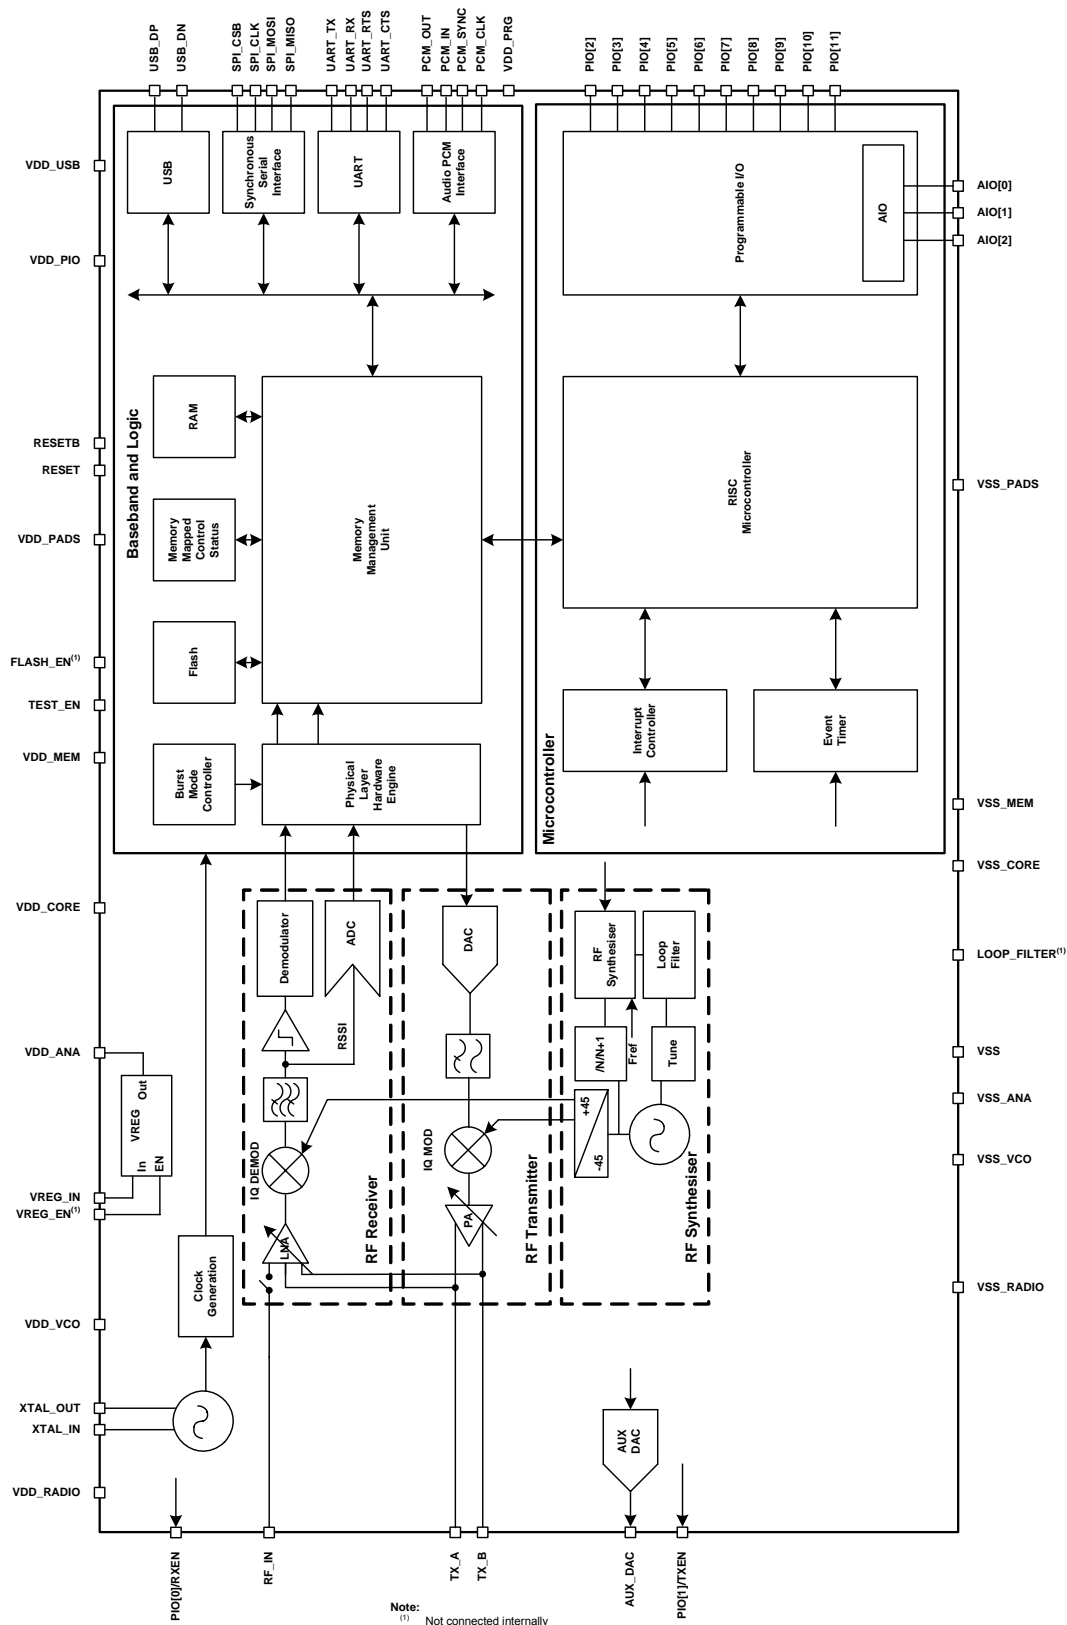 USB_DP
USB_DN
SPI_CSB
SPI_CLK
SPI_MOSI
SPI_MISO
UART_TX
UART_RX
UART_RTS
UART_CTS
PCM_OUT
PCM_IN
PCM_SYNC
PCM_CLK
VDD_PRG
PIO[2]
PIO[3]
PIO[4]
PIO[5]
PIO[6]
PIO[7]
PIO[8]
PIO[9]
PIO[10]
PIO[11]
VDD_USB
VDD_PIO
RESETB
RESET
VDD_PADS
FLASH_EN(1)
TEST_EN
VDD_MEM
VDD_CORE
VDD_ANA
VREG_IN
VREG_EN(1)
VDD_VCO
XTAL_OUT
XTAL_IN
VDD_RADIO
USB
Synchronous
Serial
Interface
UART
Audio PCM
Interface
Programmable I/O
AIO
AIO[0]
AIO[1]
AIO[2]
Baseband and Logic
RAM
Memory
Mapped
Control
Status
Flash
Memory
Management
Unit
RISC
Microcontroller
VSS_PADS
Burst
Mode
Controller
Physical
Layer
Hardware
Engine
Microcontroller
Interrupt
Controller
Event
Timer
VSS_MEM
VSS_CORE
LOOP_FILTER(1)
VSS
VSS_ANA
VSS_VCO
VSS_RADIO
Demodulator
ADC
RSSI
IQ DEMOD
LNA
RF Receiver
DAC
IQ MOD
PA
RF Transmitter
RF
Synthesiser
Loop
Filter
/N/N+1
Fref
Tune
+45
-45
RF Synthesiser
VREG
Out
In
EN
Clock
Generation
AUX
DAC
PIO[0]/RXEN
RF_IN
TX_A
TX_B
AUX_DAC
PIO[1]/TXEN
Note:
(1) Not connected internally